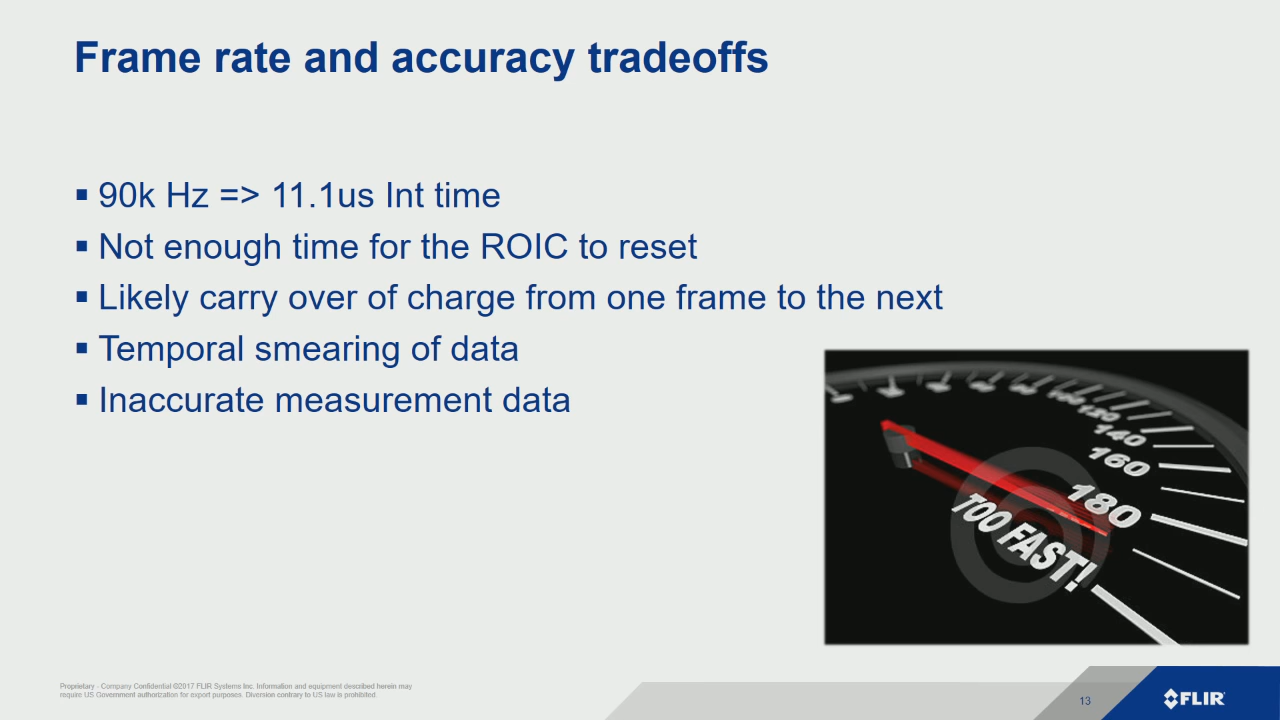 Frame rate and accuracy tradeoffs
90k Hz => 11.1us Int time
Not enough time for the ROIC to reset
Likely carry over of charge from one frame to the next
Temporal smearing of data
Inaccurate measurement data
100
120
140
160
180
TOO FAST!
Proprietary - Company Confidential ©2017 FLIR Systems Inc. Information and equipment described herein may
require US Government authorization for export purposes. Diversion contrary to US law is prohibited.
13
FLIR